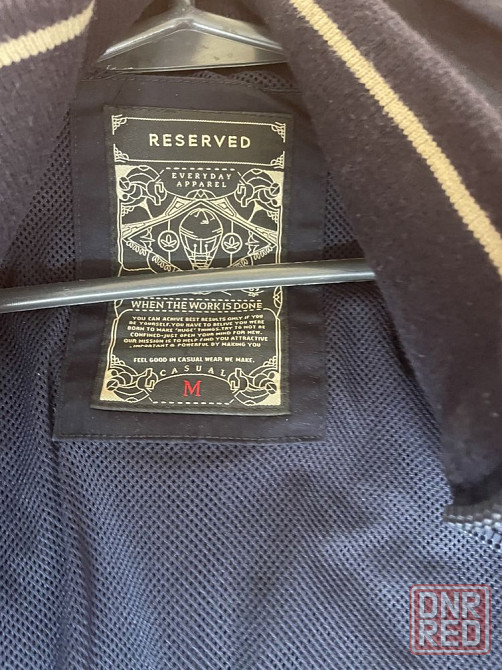 RESERVED
EVERYDAY
APPAREL
WHEN THE WORK IS DONE
YOU CAN ACHIVE BEST RESULTS ONLY IF YOU
BE YOURSELF.YOU HAVE TO BELIVE YOU WERE
BORN TO MAKE "HUGE" THINGS.TRY TO NOT BE
CONFINED-JUST OPEN YOUR MIND FOR NEW.
OUR MISSION IS TO HELP FIND YOU ATTRACTIVE
IMPORTANT & POWERFUL BY MAKING YOU
FEEL GOOD IN CASUAL WEAR WE MAKE.
CASUAL
M
DNR
RED